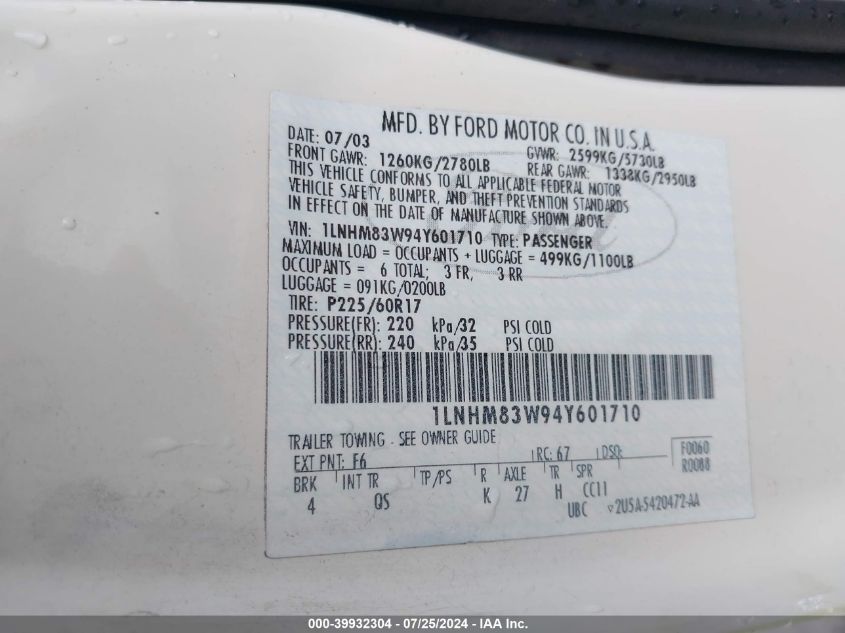 MFD. BY FORD MOTOR CO. IN U.S.A.
DATE: 07/03 GVWR: 2599KG/5730LB
FRONT GAWR: 1260KG/2780LB REAR GAWR: 1338KG/2950LB
THIS VEHICLE CONFORMS TO ALL APPLICABLE FEDERAL MOTOR
VEHICLE SAFETY, BUMPER, AND THEFT PREVENTION STANDARDS
IN EFFECT ON THE DATE OF MANUFACTURE SHOWN ABOVE.
VIN: 1LNHM83W94Y601710 TYPE: PASSENGER
MAXIMUM LOAD = OCCUPANTS + LUGGAGE = 499KG/1100LB
OCCUPANTS = 6 TOTAL; 3 FR, 3 RR
LUGGAGE = 091KG/0200LB
TIRE: P225/60R17
PRESSURE(FR): 220 kPa/32 PSI COLD
PRESSURE(RR): 240 kPa/35 PSI COLD
1LNHM83W94Y601710
TRAILER TOWING - SEE OWNER GUIDE
EXT PNT: F6 RC: 67 DSO: F0060
R0088
BRK INT TR TP/PS R AXLE TR SPR
4 QS K 27 H CC11
UBC 2U5A-5420472-AA
000-39932304 - 07/25/2024 - IAA Inc.